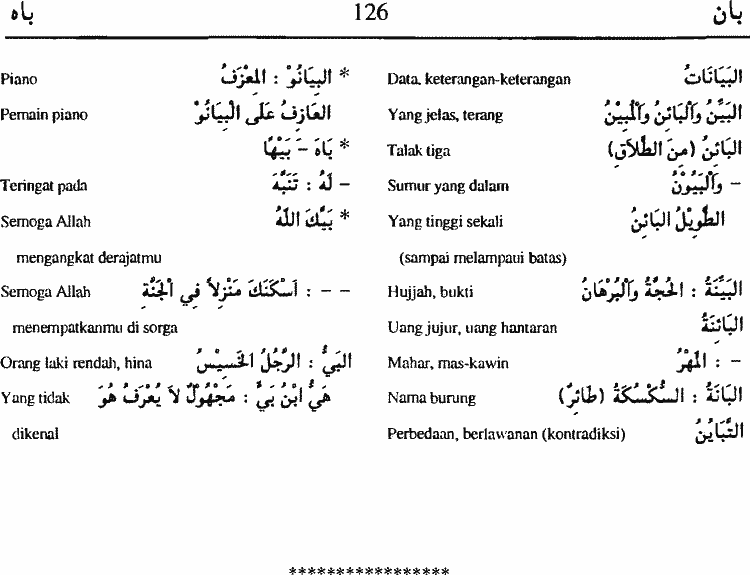 بان 126 باه
البَيَانَاتُ Data, keterangan-keterangan
البَيِّنُ وَالْبَائِنُ وَالْمُبِيْنُ Yang jelas, terang
البَائِنُ (مِنَ الطَّلَاقِ) Talak tiga
– وَالْبَيُوْنُ Sumur yang dalam
الطَّوِيْلُ الْبَائِنُ Yang tinggi sekali
(sampai melampaui batas)
البَيِّنَةُ : الحُجَّةُ وَالْبُرْهَانُ Hujjah, bukti
البَائِنَةُ Uang jujur, uang hantaran
– : المَهْرُ Mahar, mas-kawin
البَانَةُ : السُّكْسُكَةُ (طَائِرٌ) Nama burung
التَّبَايُنُ Perbedaan, berlawanan (kontradiksi)
* البِيَانُوْ : المِعْزَفُ Piano
العَازِفُ عَلَى الْبِيَانُوْ Pemain piano
* بَاهَ – بَيْهًا
– لَهُ : تَنَبَّهَ Teringat pada
* بَيَّكَ اللّٰهُ Semoga Allah
mengangkat derajatmu
– – : اَسْكَنَكَ مَنْزِلاً فِي الْجَنَّةِ Semoga Allah
menempatkanmu di sorga
البَيُّ : الرَّجُلُ الْخَسِيْسُ Orang laki rendah, hina
هَيُّ ابْنُ بَيٍّ : مَجْهُوْلٌ لاَ يُعْرَفُ هُوَ Yang tidak
dikenal
*****************